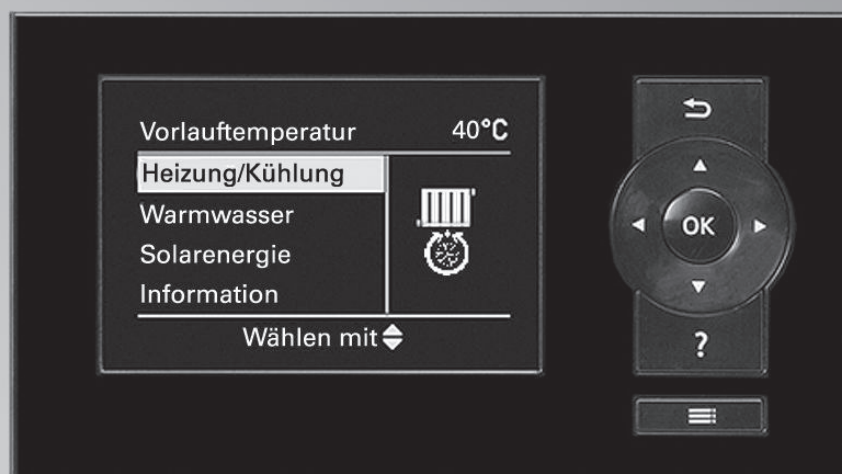 Vorlauftemperatur 40°C
Heizung/Kühlung
Warmwasser
Solarenergie
Information
Wählen mit
OK
?